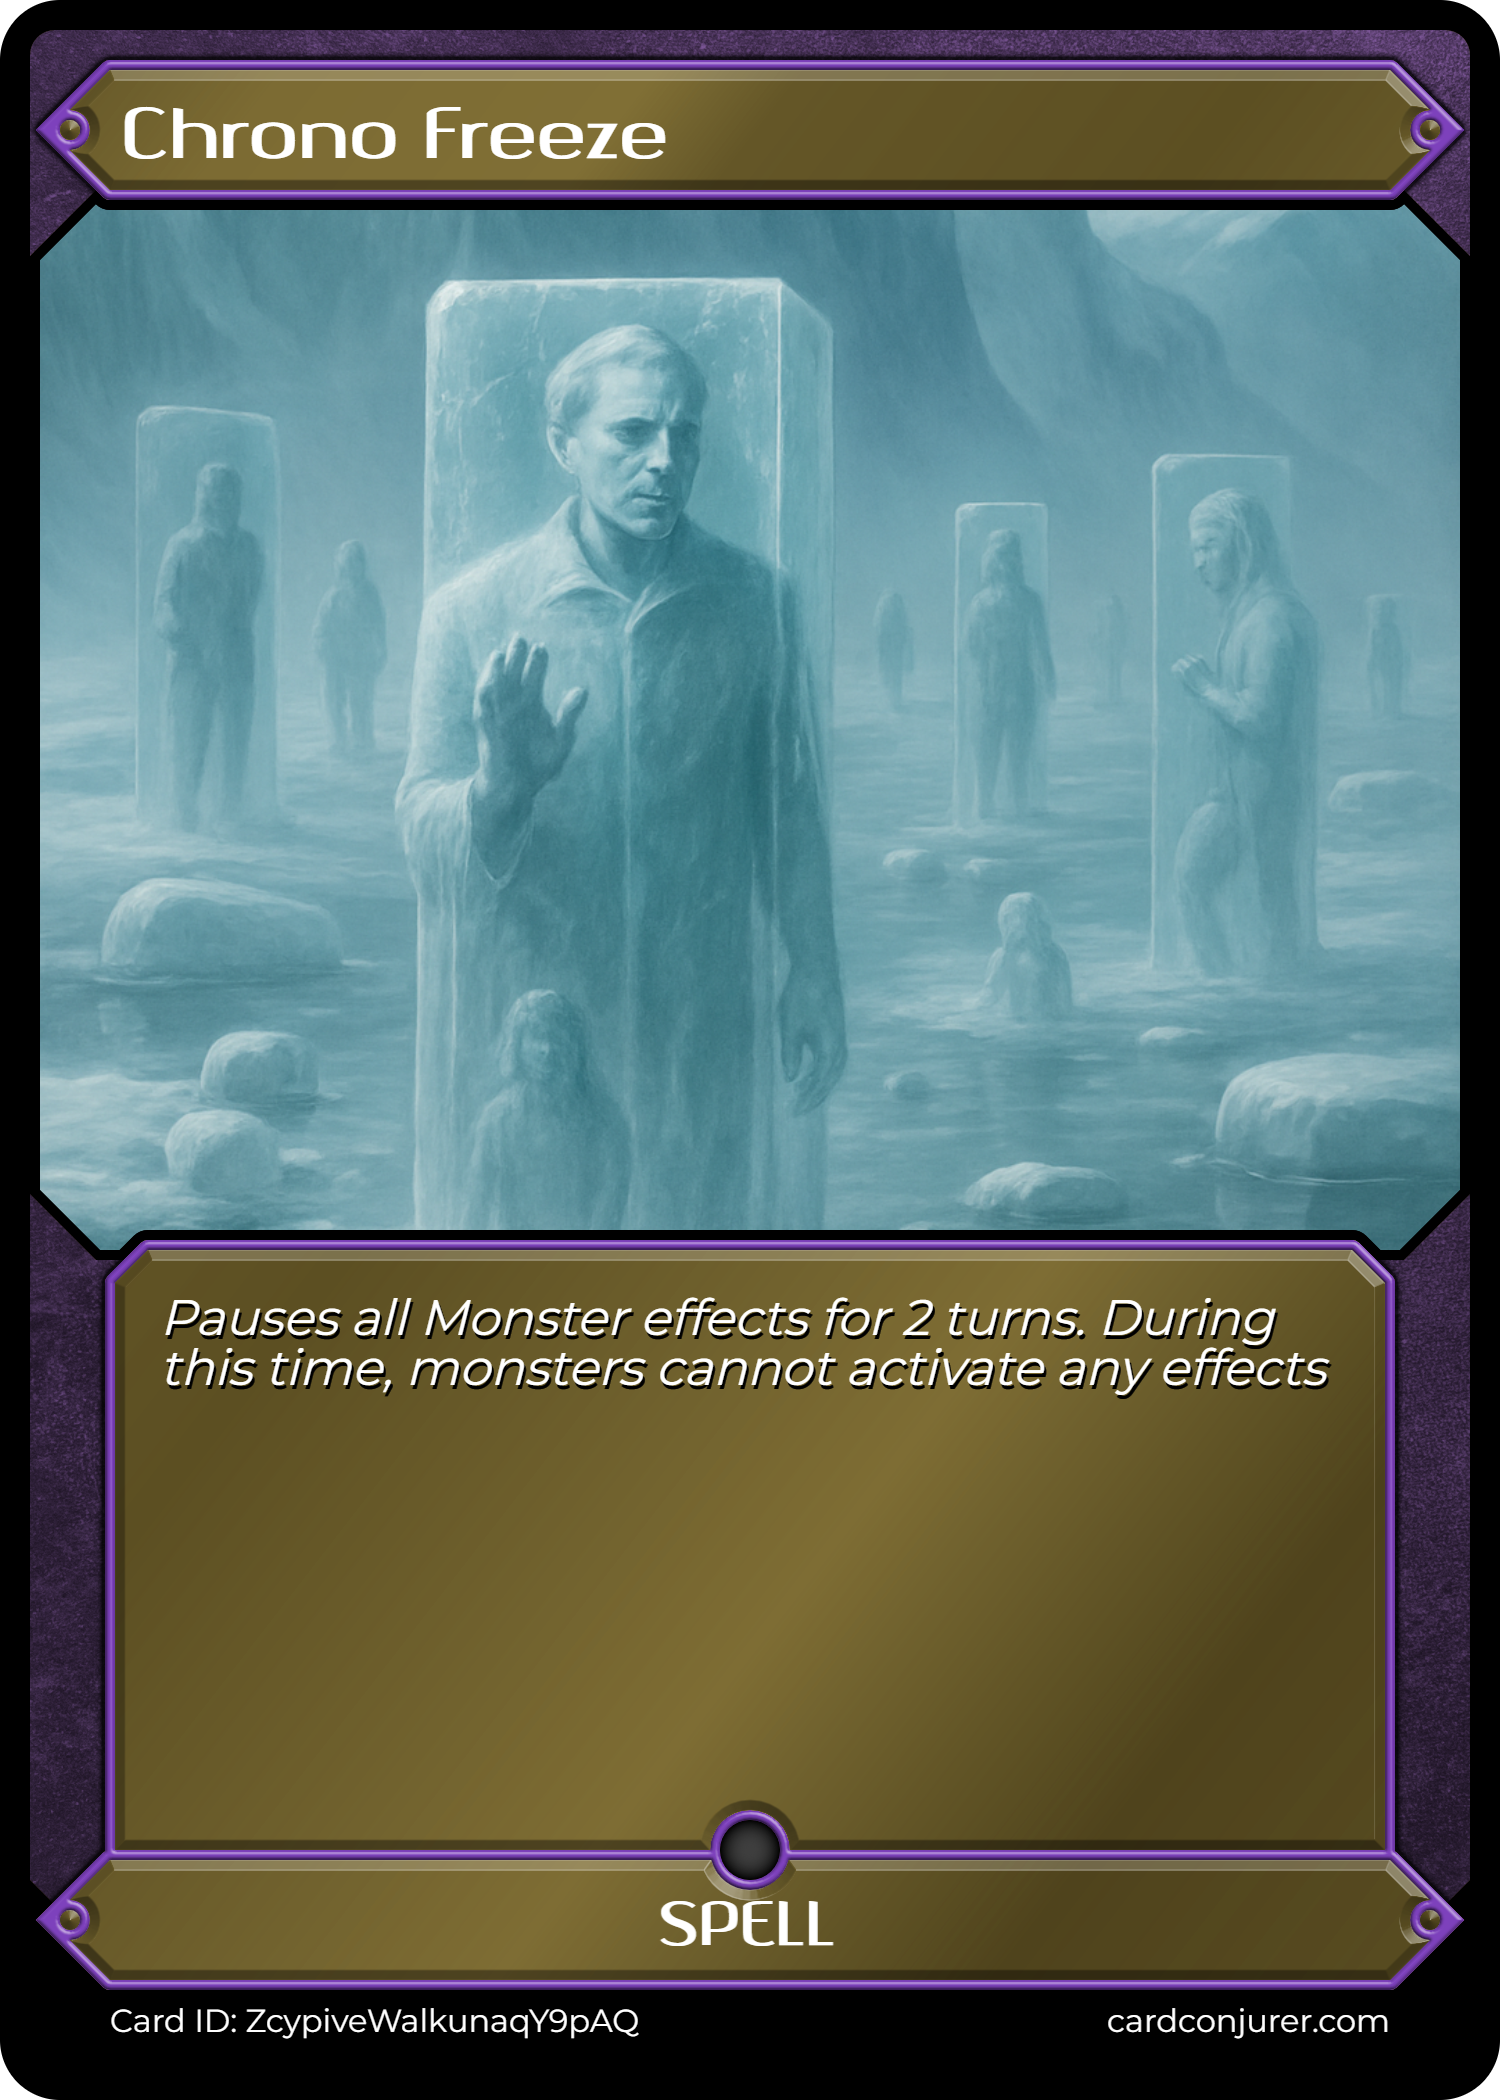 Chrono Freeze
Pauses all Monster effects for 2 turns. During
this time, monsters cannot activate any effects
SPELL
Card ID: ZcypiveWalkunaqY9pAQ
cardconjurer.com